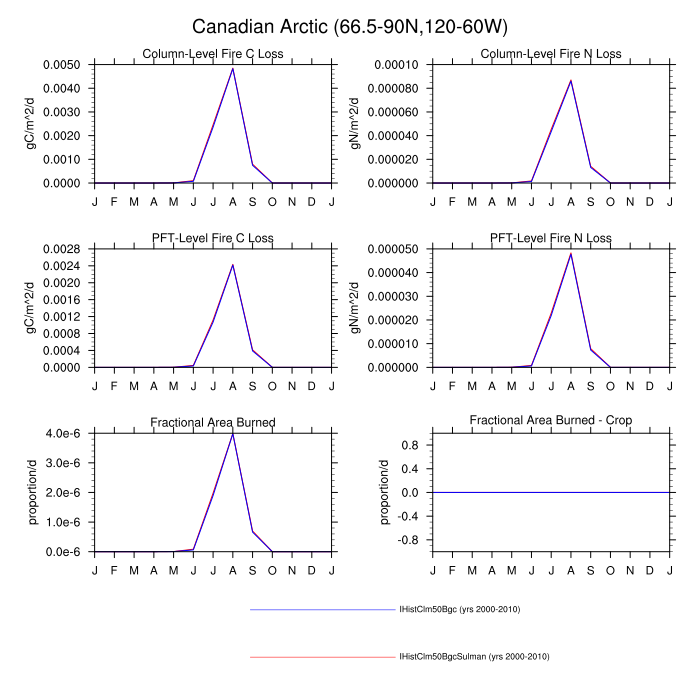 Canadian Arctic (66.5-90N,120-60W)
Column-Level Fire C Loss
gC/m^2/d
0.0050
0.0040
0.0030
0.0020
0.0010
0.0000
J F M A M J J A S O N D J
Column-Level Fire N Loss
gN/m^2/d
0.00010
0.000080
0.000060
0.000040
0.000020
0.000000
J F M A M J J A S O N D J
PFT-Level Fire C Loss
gC/m^2/d
0.0028
0.0024
0.0020
0.0016
0.0012
0.0008
0.0004
0.0000
J F M A M J J A S O N D J
PFT-Level Fire N Loss
gN/m^2/d
0.000050
0.000040
0.000030
0.000020
0.000010
0.000000
J F M A M J J A S O N D J
Fractional Area Burned
proportion/d
4.0e-6
3.0e-6
2.0e-6
1.0e-6
0.0e-6
J F M A M J J A S O N D J
Fractional Area Burned - Crop
proportion/d
0.8
0.4
0.0
-0.4
-0.8
J F M A M J J A S O N D J
IHistClm50Bgc (yrs 2000-2010)
IHistClm50BgcSulman (yrs 2000-2010)